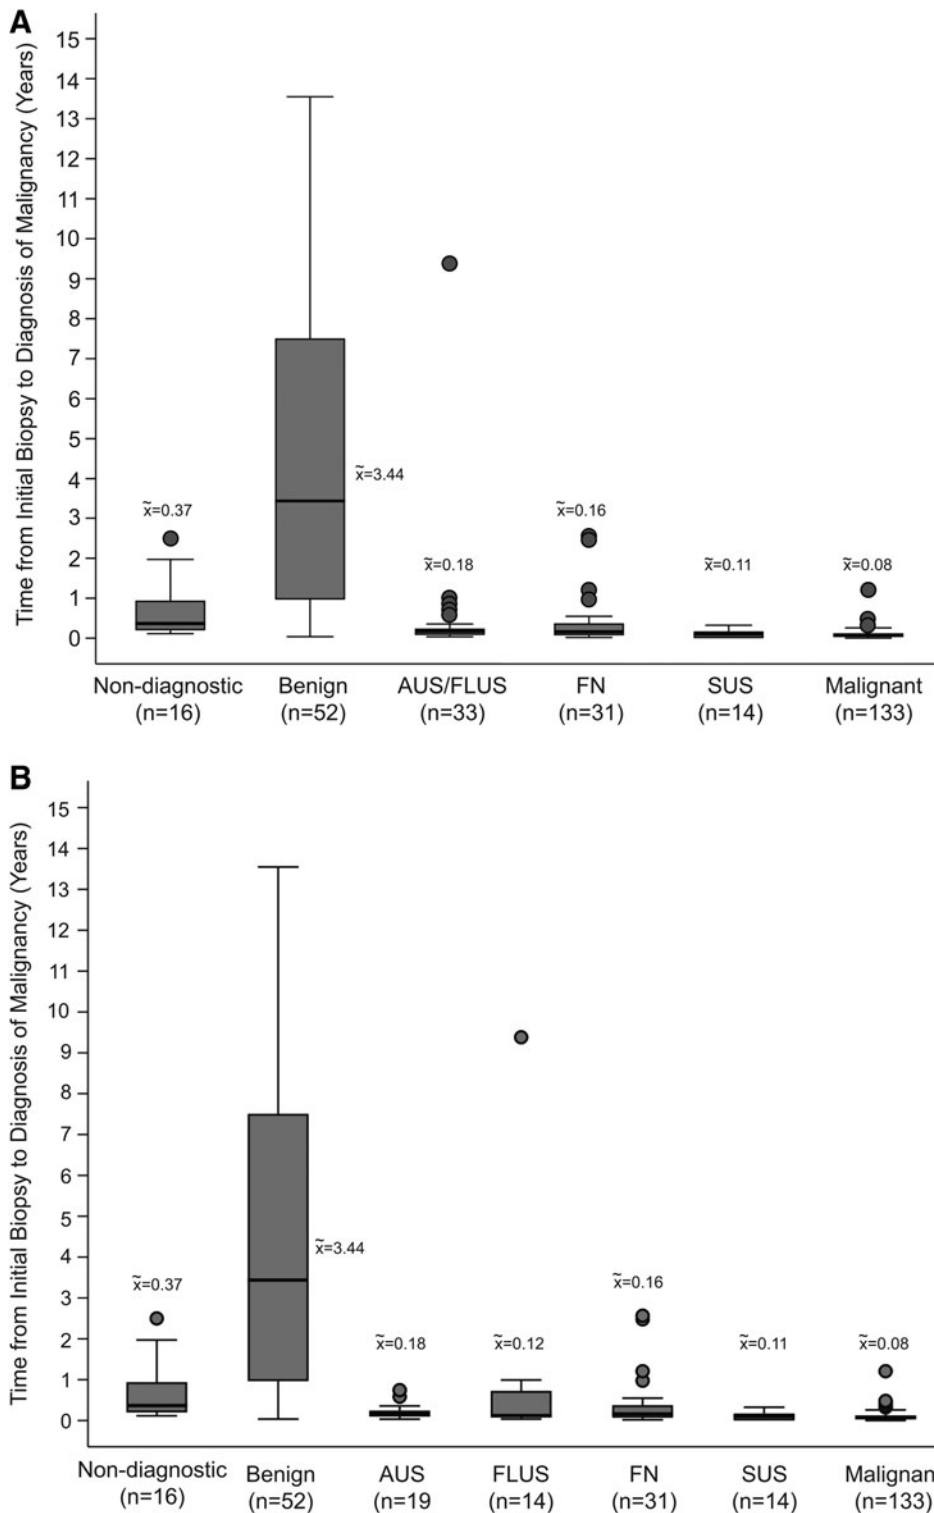 A
Time from Initial Biopsy to Diagnosis of Malignancy (Years)
15
14
13
12
11
10
9
8
7
6
5
4
3
2
1
0
x̃=0.37
x̃=3.44
x̃=0.18
x̃=0.16
x̃=0.11
x̃=0.08
Non-diagnostic
(n=16)
Benign
(n=52)
AUS/FLUS
(n=33)
FN
(n=31)
SUS
(n=14)
Malignant
(n=133)
B
Time from Initial Biopsy to Diagnosis of Malignancy (Years)
15
14
13
12
11
10
9
8
7
6
5
4
3
2
1
0
x̃=0.37
x̃=3.44
x̃=0.18
x̃=0.12
x̃=0.16
x̃=0.11
x̃=0.08
Non-diagnostic
(n=16)
Benign
(n=52)
AUS
(n=19
FLUS
(n=14)
FN
(n=31)
SUS
(n=14)
Malignan
(n=133)